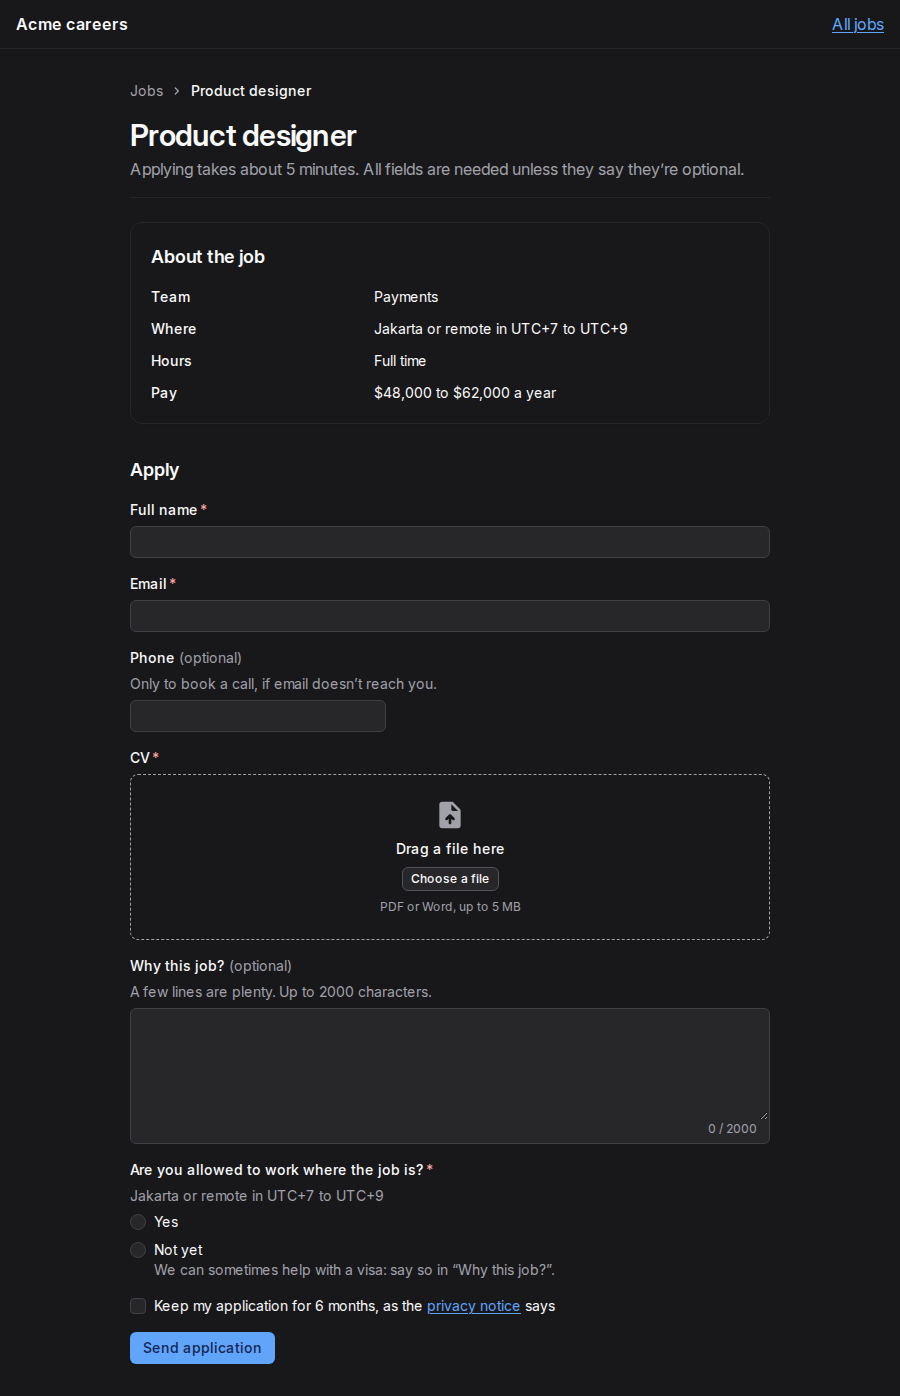 Acme careers
All jobs
Jobs > Product designer
Product designer
Applying takes about 5 minutes. All fields are needed unless they say they’re optional.
About the job
Team Payments
Where Jakarta or remote in UTC+7 to UTC+9
Hours Full time
Pay $48,000 to $62,000 a year
Apply
Full name *
Email *
Phone (optional)
Only to book a call, if email doesn’t reach you.
CV *
Drag a file here
Choose a file
PDF or Word, up to 5 MB
Why this job? (optional)
A few lines are plenty. Up to 2000 characters.
0 / 2000
Are you allowed to work where the job is? *
Jakarta or remote in UTC+7 to UTC+9
Yes
Not yet
We can sometimes help with a visa: say so in “Why this job?”.
Keep my application for 6 months, as the privacy notice says
Send application